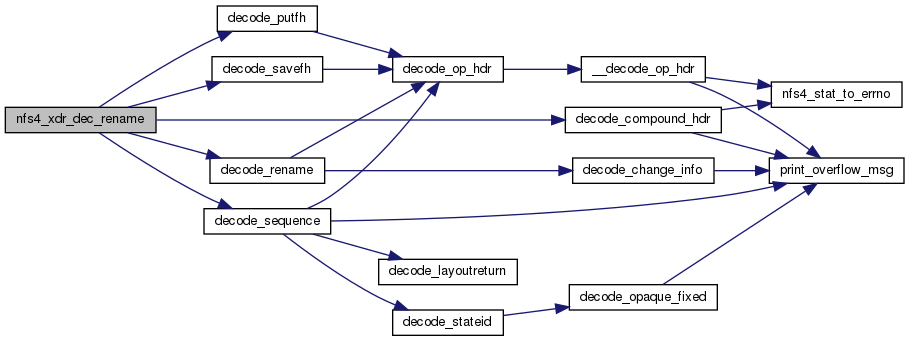 decode_putfh
decode_savefh
decode_op_hdr
__decode_op_hdr
nfs4_stat_to_errno
nfs4_xdr_dec_rename
decode_compound_hdr
decode_rename
decode_change_info
print_overflow_msg
decode_sequence
decode_layoutreturn
decode_opaque_fixed
decode_stateid